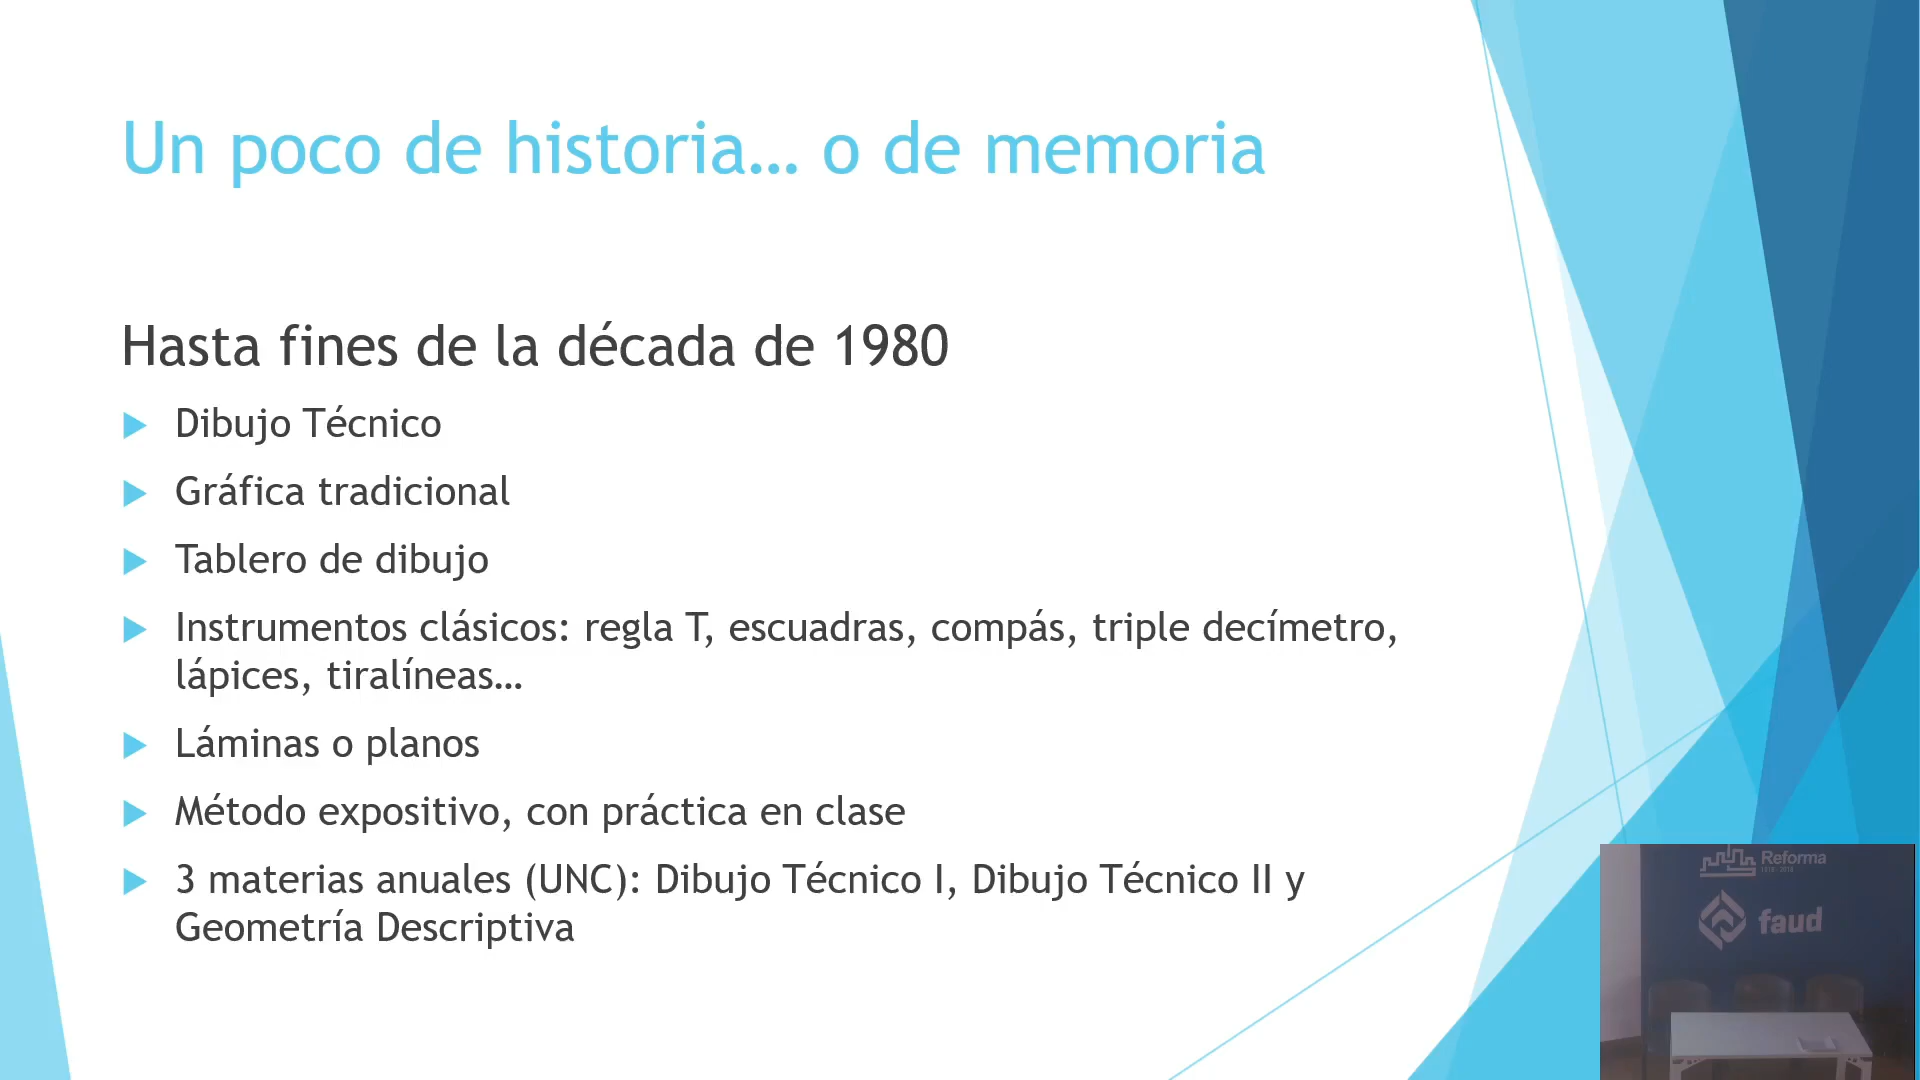 Un poco de historia... o de memoria
Hasta fines de la década de 1980
Dibujo Técnico
Gráfica tradicional
Tablero de dibujo
Instrumentos clásicos: regla T, escuadras, compás, triple decímetro,
lápices, tiralíneas...
Láminas o planos
Método expositivo, con práctica en clase
3 materias anuales (UNC): Dibujo Técnico I, Dibujo Técnico II y
Geometría Descriptiva
Reforma
1918 - 2018
faud